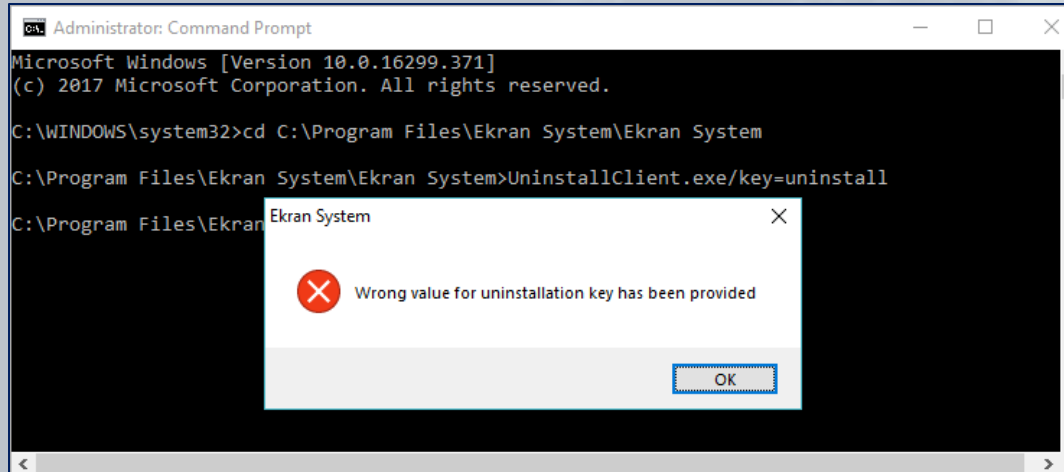 Administrator: Command Prompt
Microsoft Windows [Version 10.0.16299.371]
(c) 2017 Microsoft Corporation. All rights reserved.
C:\WINDOWS\system32>cd C:\Program Files\Ekran System\Ekran System
C:\Program Files\Ekran System\Ekran System>UninstallClient.exe/key=uninstall
C:\Program Files\Ekran
Ekran System
Wrong value for uninstallation key has been provided
OK